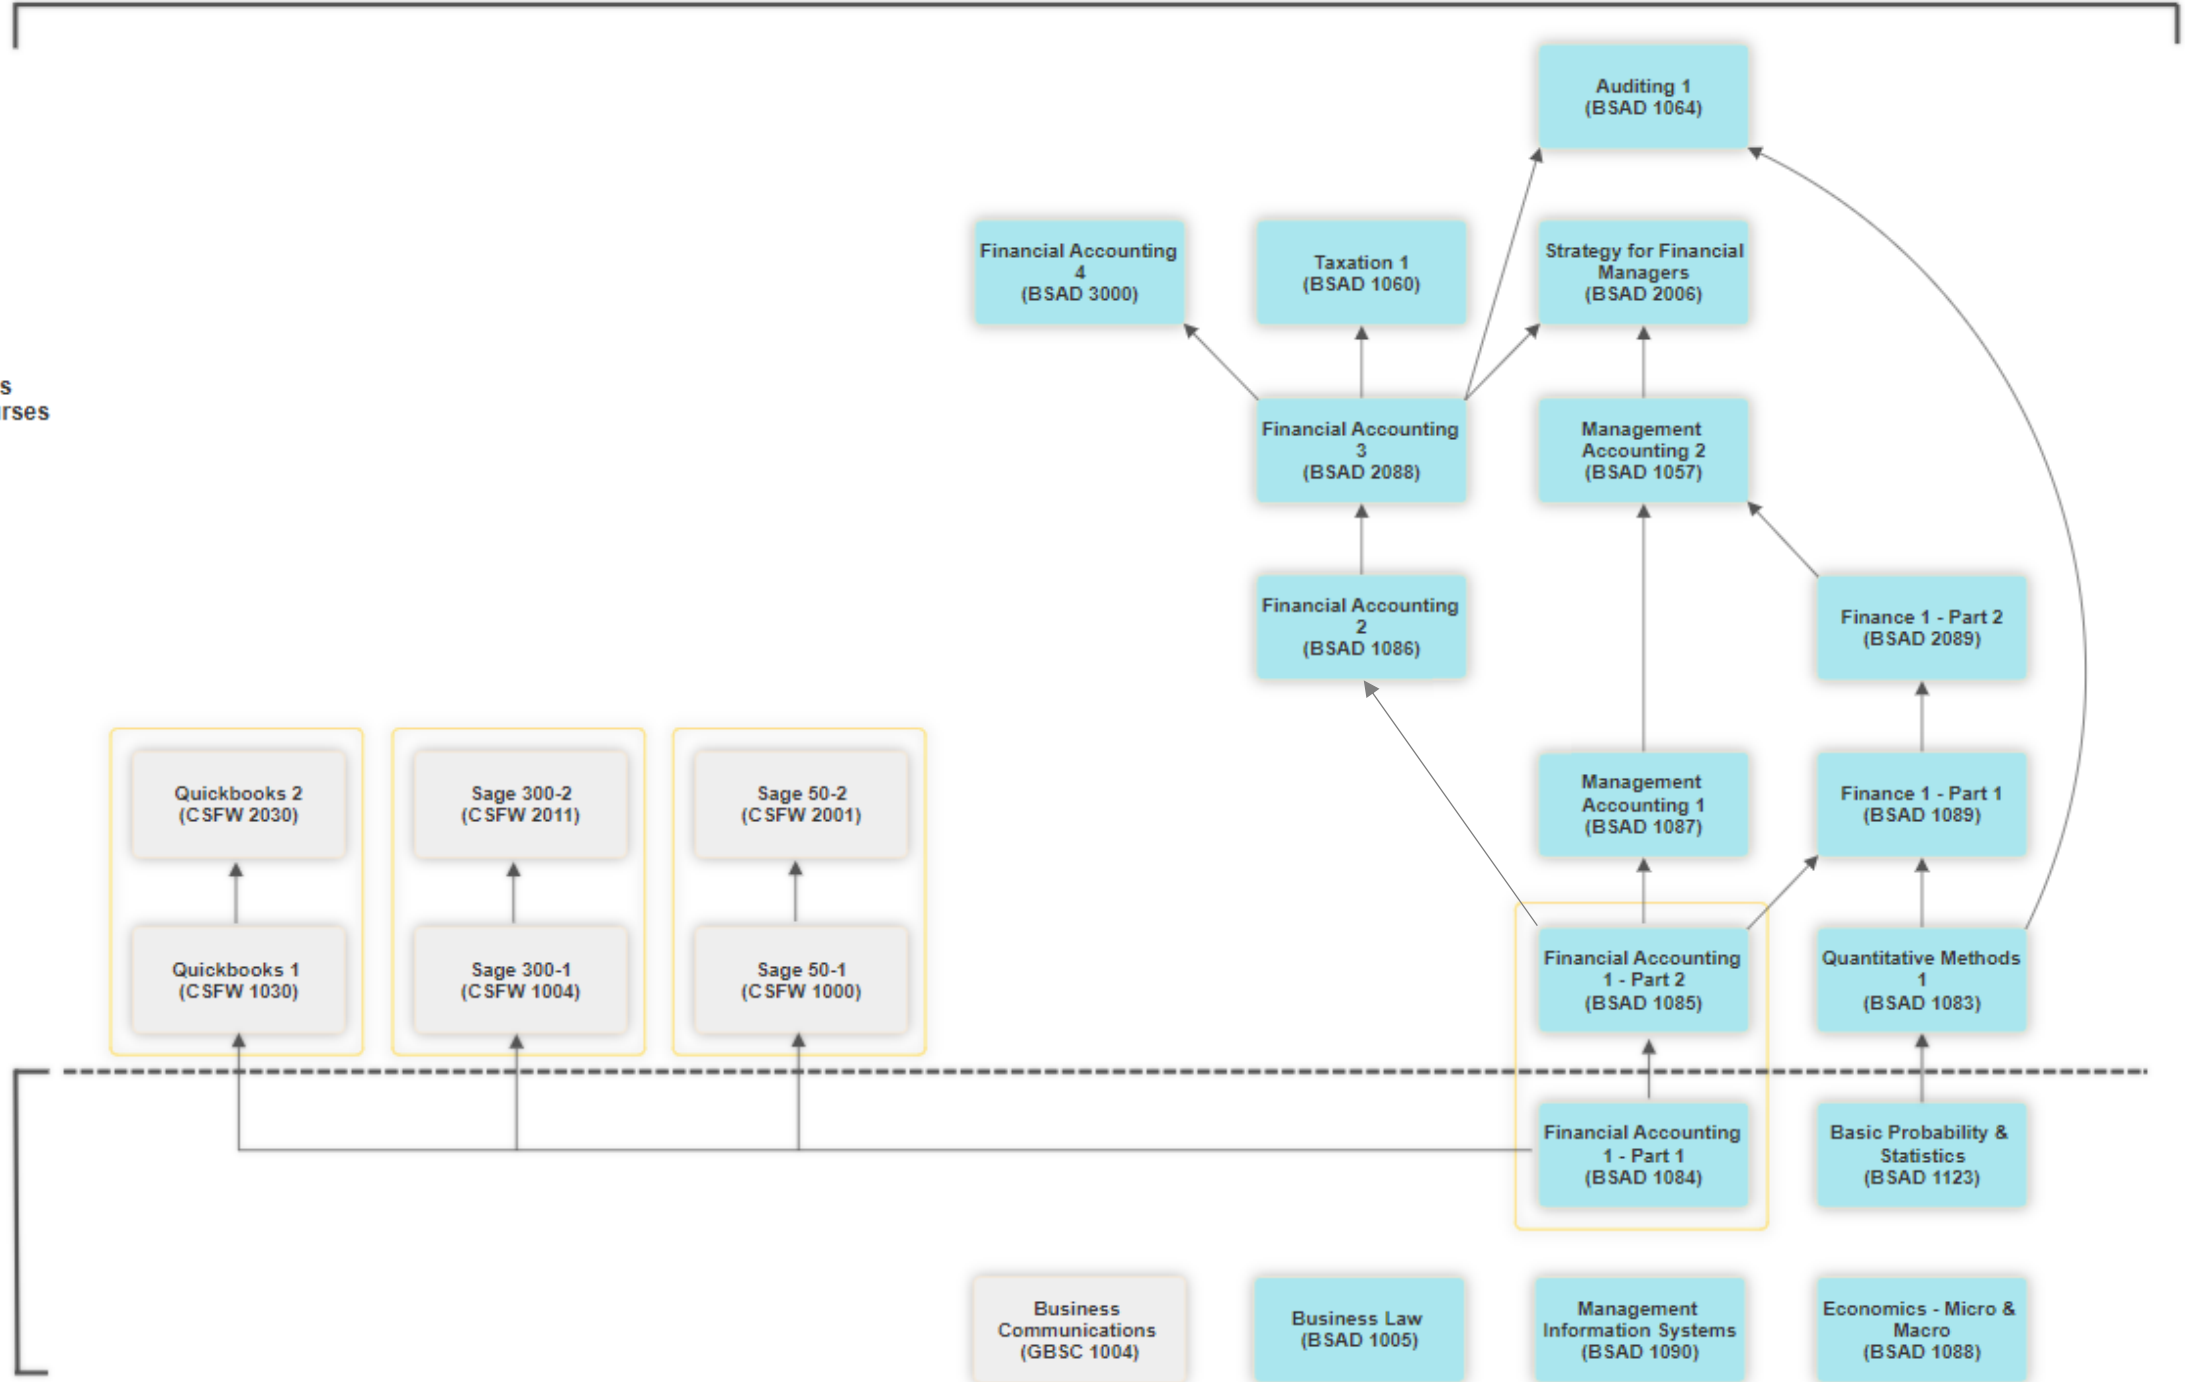 Auditing 1
(BSAD 1064)
Financial Accounting
4
(BSAD 3000)
Taxation 1
(BSAD 1060)
Strategy for Financial
Managers
(BSAD 2006)
s
rses
Financial Accounting
3
(BSAD 2088)
Management
Accounting 2
(BSAD 1057)
Financial Accounting
2
(BSAD 1086)
Finance 1 - Part 2
(BSAD 2089)
Quickbooks 2
(CSFW 2030)
Sage 300-2
(CSFW 2011)
Sage 50-2
(CSFW 2001)
Management
Accounting 1
(BSAD 1087)
Finance 1 - Part 1
(BSAD 1089)
Quickbooks 1
(CSFW 1030)
Sage 300-1
(CSFW 1004)
Sage 50-1
(CSFW 1000)
Financial Accounting
1 - Part 2
(BSAD 1085)
Quantitative Methods
1
(BSAD 1083)
Financial Accounting
1 - Part 1
(BSAD 1084)
Basic Probability &
Statistics
(BSAD 1123)
Business
Communications
(GBSC 1004)
Business Law
(BSAD 1005)
Management
Information Systems
(BSAD 1090)
Economics - Micro &
Macro
(BSAD 1088)